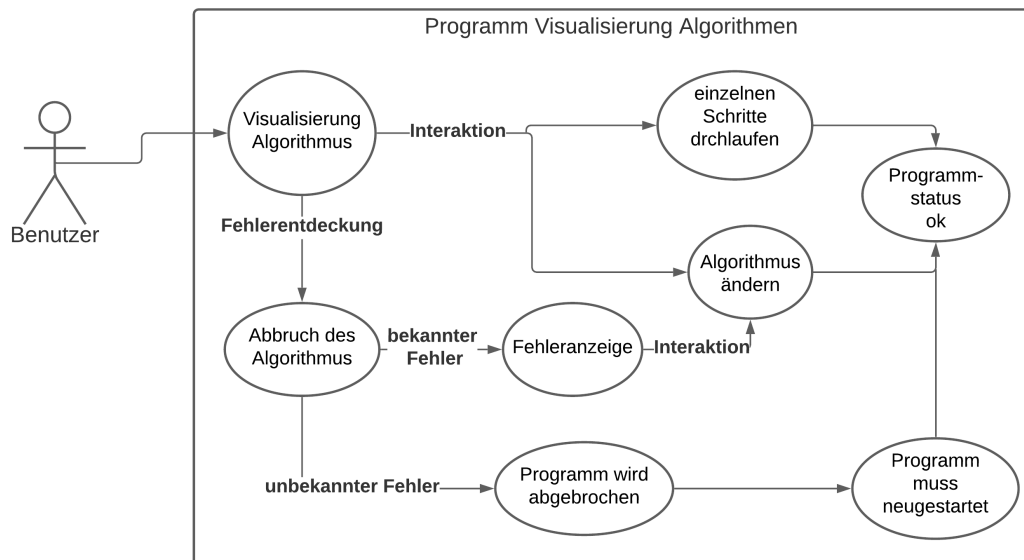 Programm Visualisierung Algorithmen
Benutzer
Visualisierung
Algorithmus
Interaktion
einzelnen
Schritte
drchlaufen
Programm-
status
ok
Fehlerentdeckung
Algorithmus
ändern
Abbruch des
Algorithmus
bekannter
Fehler
Fehleranzeige
Interaktion
unbekannter Fehler
Programm wird
abgebrochen
Programm
muss
neugestartet